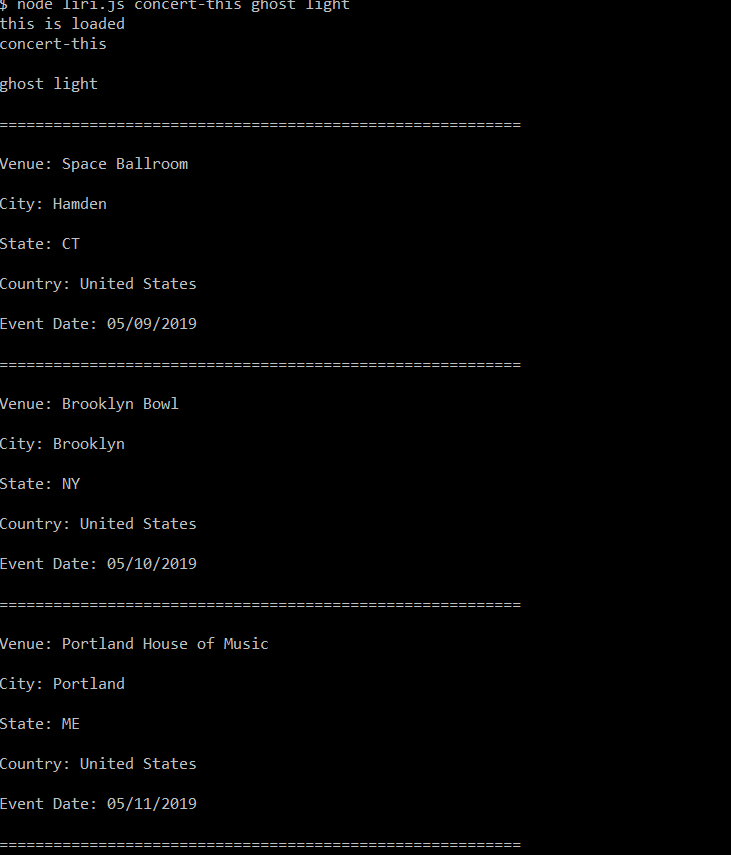 $ node liri.js concert-this ghost light
this is loaded
concert-this
ghost light
==========================================================
Venue: Space Ballroom
City: Hamden
State: CT
Country: United States
Event Date: 05/09/2019
==========================================================
Venue: Brooklyn Bowl
City: Brooklyn
State: NY
Country: United States
Event Date: 05/10/2019
==========================================================
Venue: Portland House of Music
City: Portland
State: ME
Country: United States
Event Date: 05/11/2019
==========================================================